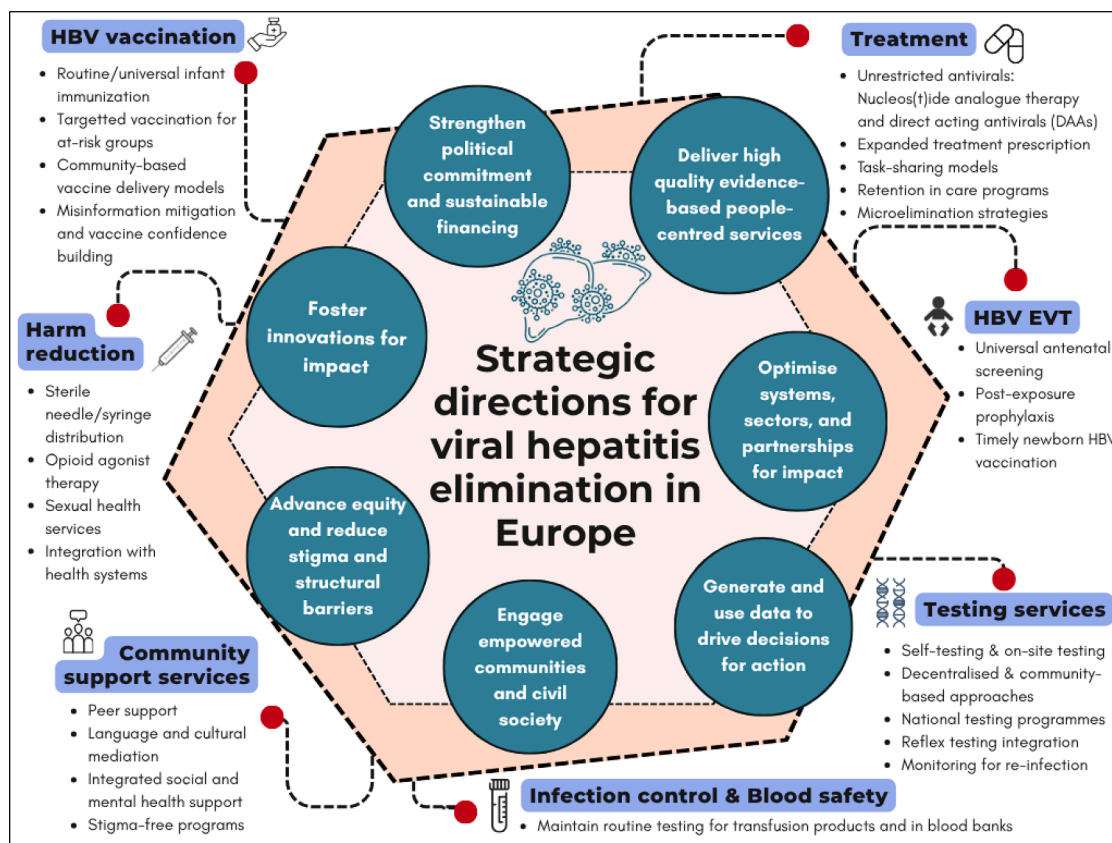 HBV vaccination
• Routine/universal infant
immunization
• Targetted vaccination for
at-risk groups
• Community-based
vaccine delivery models
• Misinformation mitigation
and vaccine confidence
building
Treatment
• Unrestricted antivirals:
Nucleos(t)ide analogue therapy
and direct acting antivirals (DAAs)
• Expanded treatment prescription
• Task-sharing models
• Retention in care programs
• Microelimination strategies
Strengthen
political
commitment
and sustainable
financing
Deliver high
quality evidence-
based people-
centred services
Foster
innovations for
impact
Harm
reduction
• Sterile
needle/syringe
distribution
• Opioid agonist
therapy
• Sexual health
services
• Integration with
health systems
HBV EVT
• Universal antenatal
screening
• Post-exposure
prophylaxis
• Timely newborn HBV
vaccination
Strategic
directions for
viral hepatitis
elimination in
Europe
Optimise
systems,
sectors, and
partnerships
for impact
Advance equity
and reduce
stigma and
structural
barriers
Engage
empowered
communities
and civil
society
Generate and
use data to
drive decisions
for action
Testing services
• Self-testing & on-site testing
• Decentralised & community-
based approaches
• National testing programmes
• Reflex testing integration
• Monitoring for re-infection
Community
support services
• Peer support
• Language and cultural
mediation
• Integrated social and
mental health support
• Stigma-free programs
Infection control & Blood safety
• Maintain routine testing for transfusion products and in blood banks